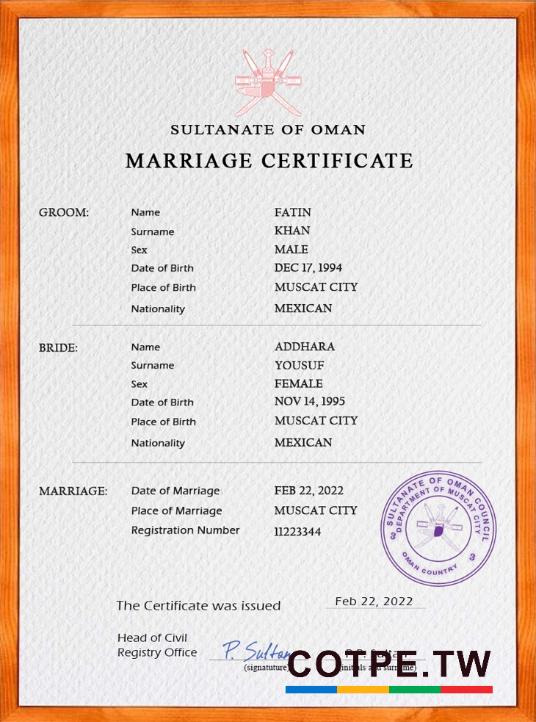 SULTANATE OF OMAN
MARRIAGE CERTIFICATE
GROOM: Name FATIN
Surname KHAN
Sex MALE
Date of Birth DEC 17, 1994
Place of Birth MUSCAT CITY
Nationality MEXICAN
BRIDE: Name ADDHARA
Surname YOUSUF
Sex FEMALE
Date of Birth NOV 14, 1995
Place of Birth MUSCAT CITY
Nationality MEXICAN
MARRIAGE: Date of Marriage FEB 22, 2022
Place of Marriage MUSCAT CITY
Registration Number 11223344
SULTANATE OF OMAN COUNCIL
DEPARTMENT OF MUSCAT CITY
OMAN COUNTRY
The Certificate was issued Feb 22, 2022
Head of Civil
Registry Office P. Sultan
(signatuture) surname)
COTPE.TW